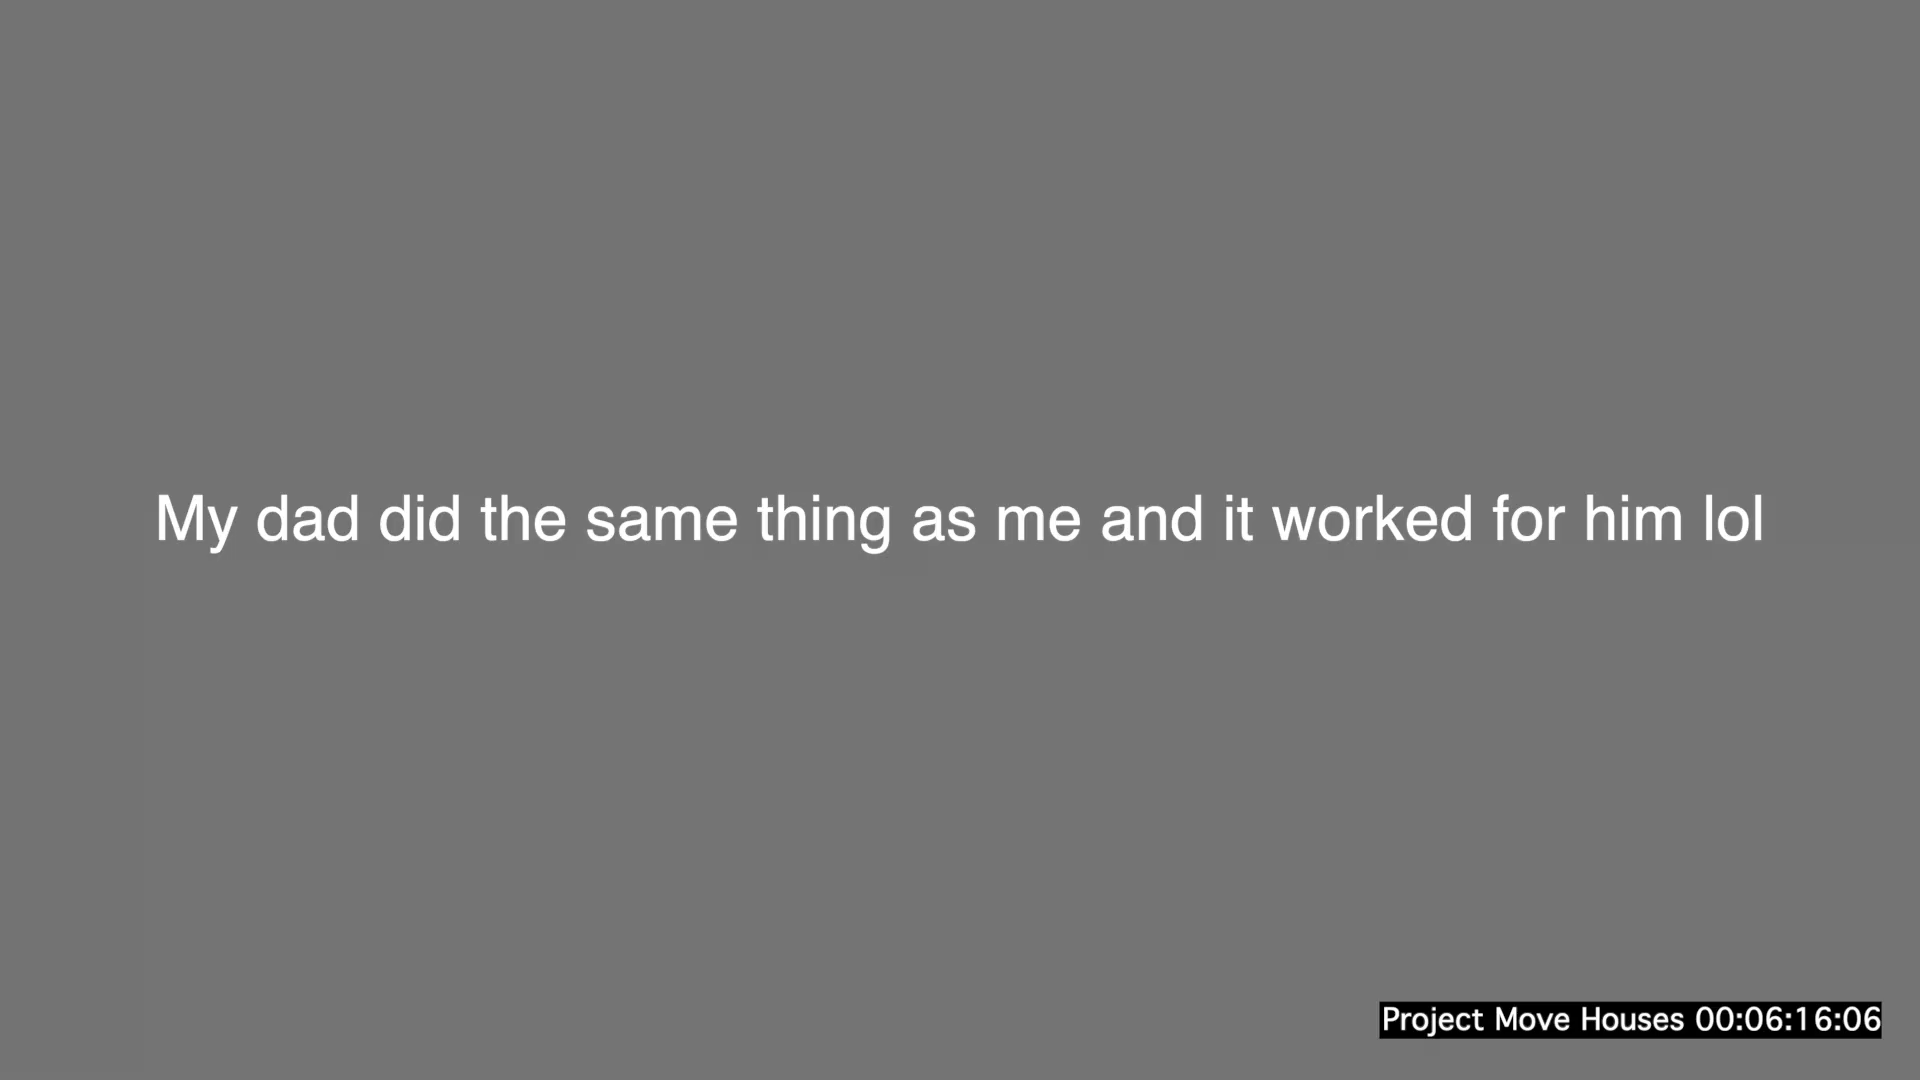 My dad did the same thing as me and it worked for him lol
Project Move Houses 00:06:16:06